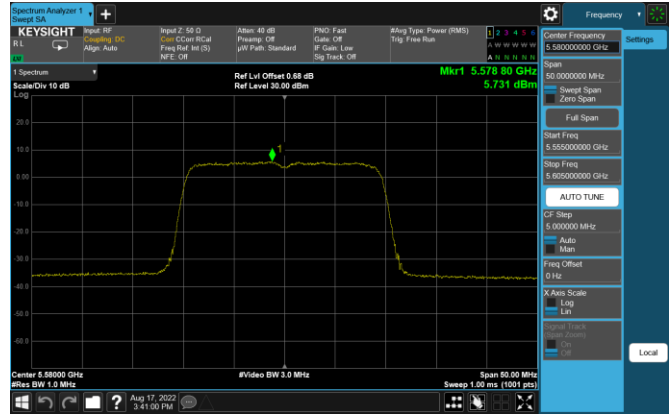 Spectrum Analyzer 1
Swept SA
+
Frequency
KEYSIGHT
RL
Input: RF
Coupling: DC
Align: Auto
Input Z: 50 Ω
Corr CCorr RCal
Freq Ref: Int (S)
NFE: Off
Atten: 40 dB
Preamp: Off
µW Path: Standard
PNO: Fast
Gate: Off
IF Gain: Low
Sig Track: Off
#Avg Type: Power (RMS)
Trig: Free Run
1 2 3 4 5 6
A W W W W W
A N N N N N
1 Spectrum
Scale/Div 10 dB
Log
Ref Lvl Offset 0.68 dB
Ref Level 30.00 dBm
Mkr1 5.578 80 GHz
5.731 dBm
20.0
10.0
0.00
-10.0
-20.0
-30.0
-40.0
-50.0
-60.0
1
Center 5.58000 GHz
#Res BW 1.0 MHz
#Video BW 3.0 MHz
Span 50.00 MHz
Sweep 1.00 ms (1001 pts)
Center Frequency
5.580000000 GHz
Settings
Span
50.0000000 MHz
Swept Span
Zero Span
Full Span
Start Freq
5.555000000 GHz
Stop Freq
5.605000000 GHz
AUTO TUNE
CF Step
5.000000 MHz
Auto
Man
Freq Offset
0 Hz
X Axis Scale
Log
Lin
Signal Track
(Span Zoom)
On
Off
Local
?
Aug 17, 2022
3:41:00 PM